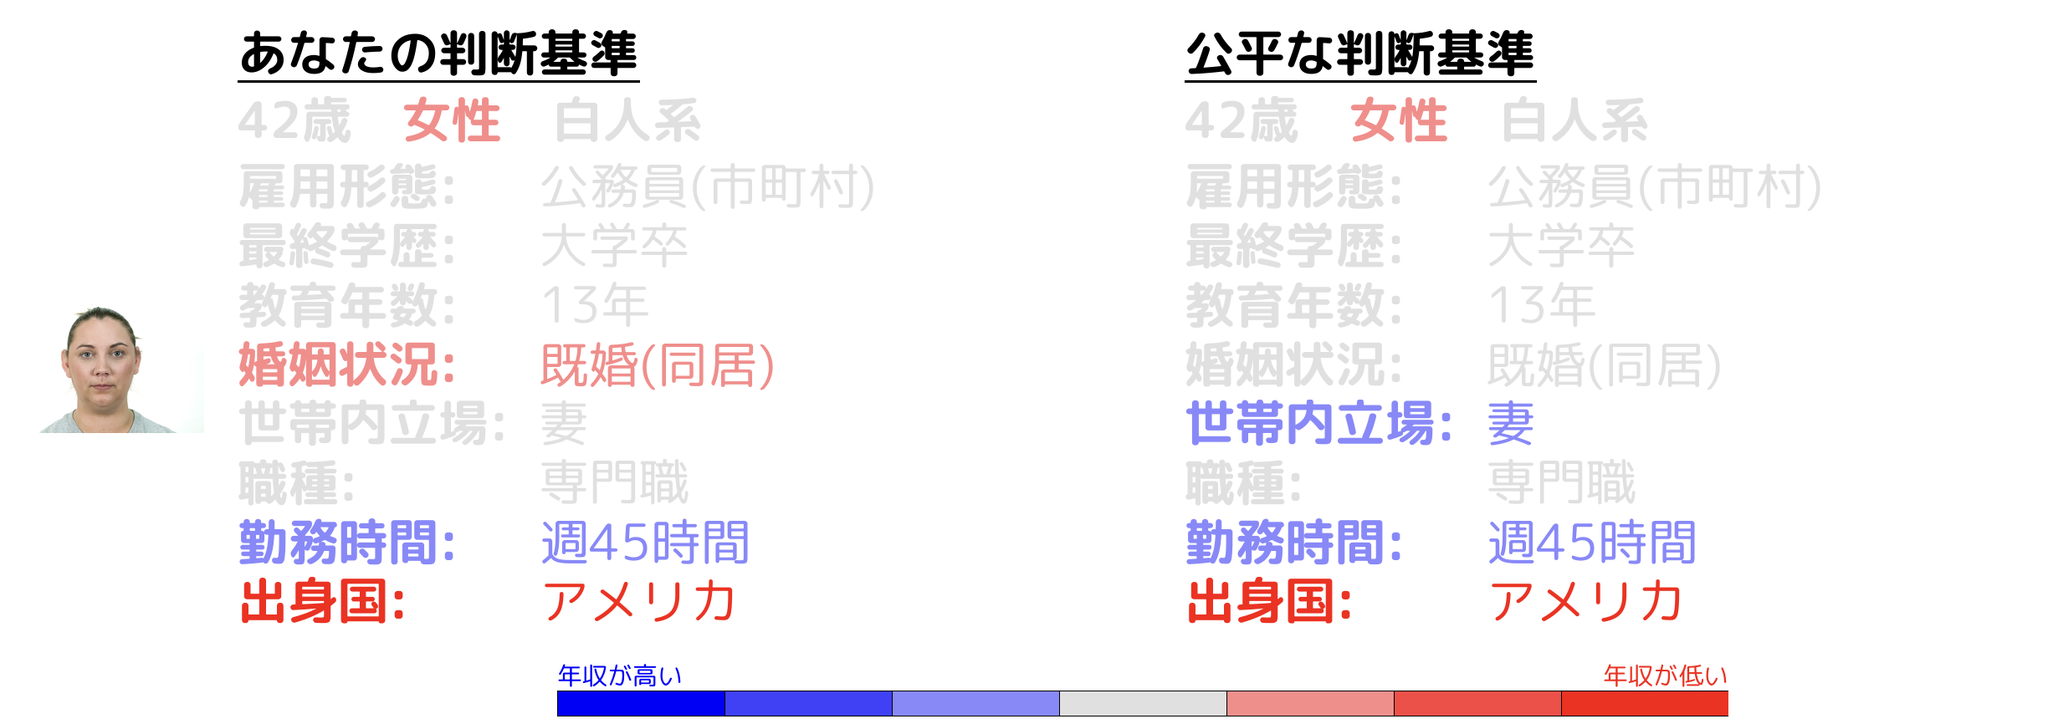 あなたの判断基準
42歳 女性 白人系
雇用形態: 公務員(市町村)
最終学歴: 大学卒
教育年数: 13年
婚姻状況: 既婚(同居)
世帯内立場: 妻
職種: 専門職
勤務時間: 週45時間
出身国: アメリカ
公平な判断基準
42歳 女性 白人系
雇用形態: 公務員(市町村)
最終学歴: 大学卒
教育年数: 13年
婚姻状況: 既婚(同居)
世帯内立場: 妻
職種: 専門職
勤務時間: 週45時間
出身国: アメリカ
年収が高い 年収が低い